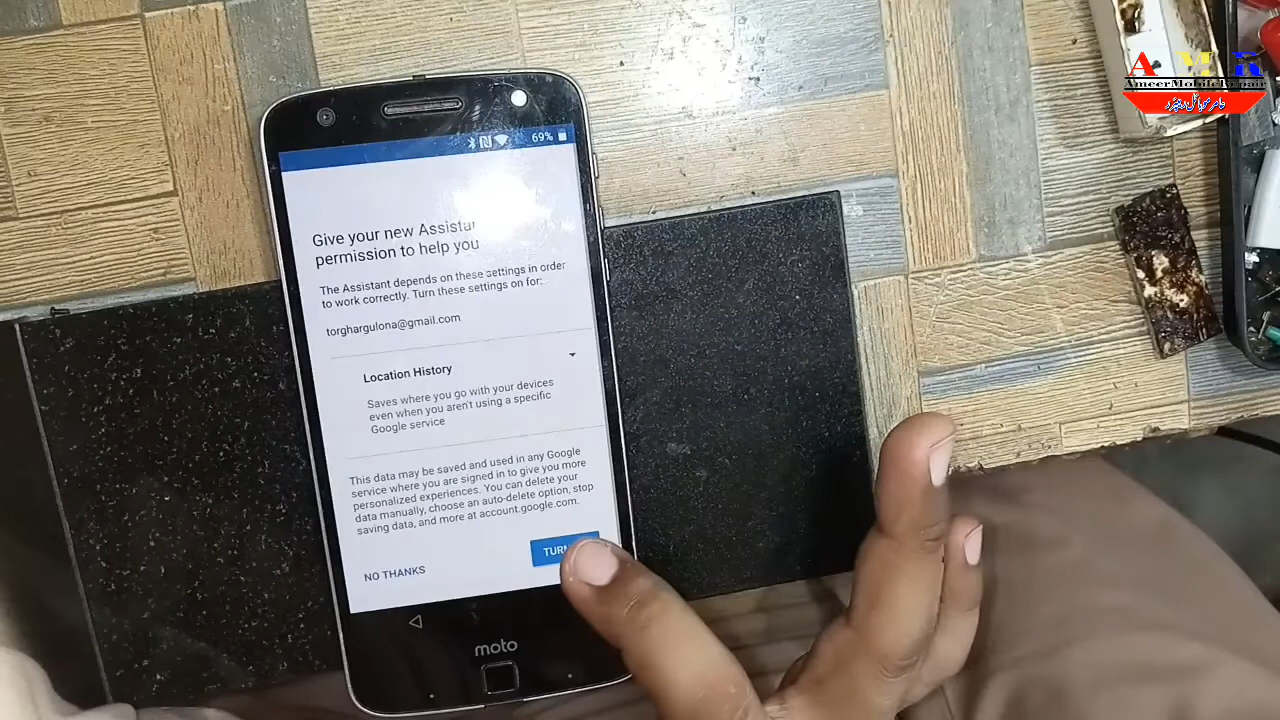 A M R
AmeerMobileRepair
عامر موبائل ریپئیر
69%
Give your new Assistar
permission to help you
The Assistant depends on these settings in order
to work correctly. Turn these settings on for:
torghargulona@gmail.com
Location History
Saves where you go with your devices
even when you aren't using a specific
Google service
This data may be saved and used in any Google
service where you are signed in to give you more
personalized experiences. You can delete your
data manually, choose an auto-delete option, stop
saving data, and more at account.google.com.
TURN
NO THANKS
moto